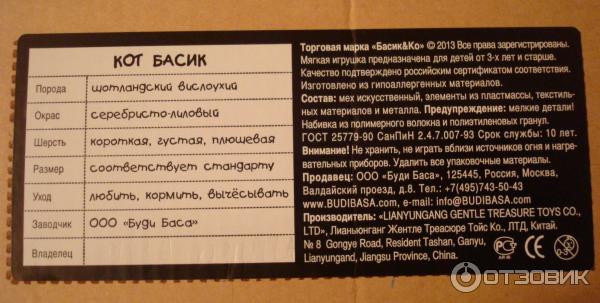 КОТ БАСИК
Порода шотландский вислоухий
Окрас серебристо-лиловый
Шерсть короткая, густая, плюшевая
Размер соответствует стандарту
Уход любить, кормить, вычёсывать
Заводчик ООО «Буди Баса»
Владелец
Торговая марка «Басик&Ко» © 2013 Все права зарегистрированы.
Мягкая игрушка предназначена для детей от 3-х лет и старше.
Качество подтверждено российским сертификатом соответствия.
Изготовлено из гипоаллергенных материалов.
Состав: мех искусственный, элементы из пластмассы, текстиль-
ных материалов и металла. Предупреждение: мелкие детали!
Набивка из полимерного волокна и полиэтиленовых гранул.
ГОСТ 25779-90 СанПиН 2.4.7.007-93 Срок службы: 10 лет.
Внимание! Не хранить, не играть вблизи источников огня и нагре-
вательных приборов. Удалить все упаковочные материалы.
Продавец: ООО «Буди Баса», 125445, Россия, Москва,
Валдайский проезд, д.8. Тел.: +7(495)743-50-43
WWW.BUDIBASA.COM e-mail: info@BUDIBASA.COM
Производитель: «LIANYUNGANG GENTLE TREASURE TOYS CO.,
LTD», Лианьюнганг Жентле Треасюре Тойс Ко., ЛТД, Китай.
№ 8 Gongye Road, Resident Tashan, Ganyu,
Lianyundang, Jiangsu Province, China.
0-3
ОТЗОВИК